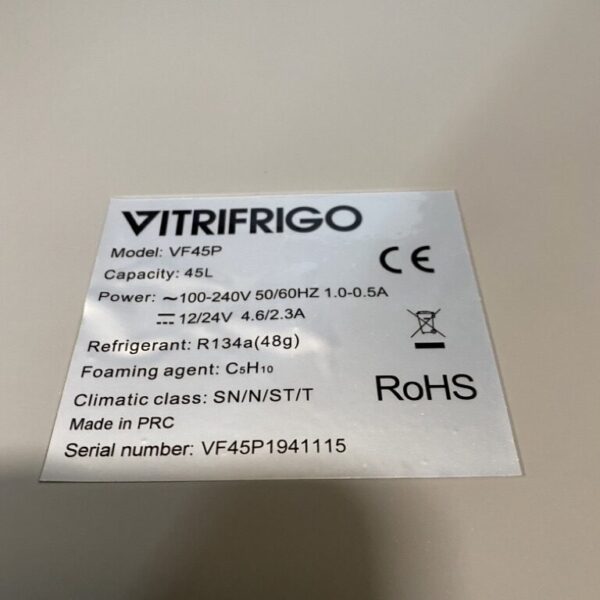 VITRIFRIGO
Model: VF45P
Capacity: 45L
CE
Power: ~100-240V 50/60HZ 1.0-0.5A
⎓ 12/24V 4.6/2.3A
Refrigerant: R134a(48g)
Foaming agent: C₅H₁₀
RoHS
Climatic class: SN/N/ST/T
Made in PRC
Serial number: VF45P1941115